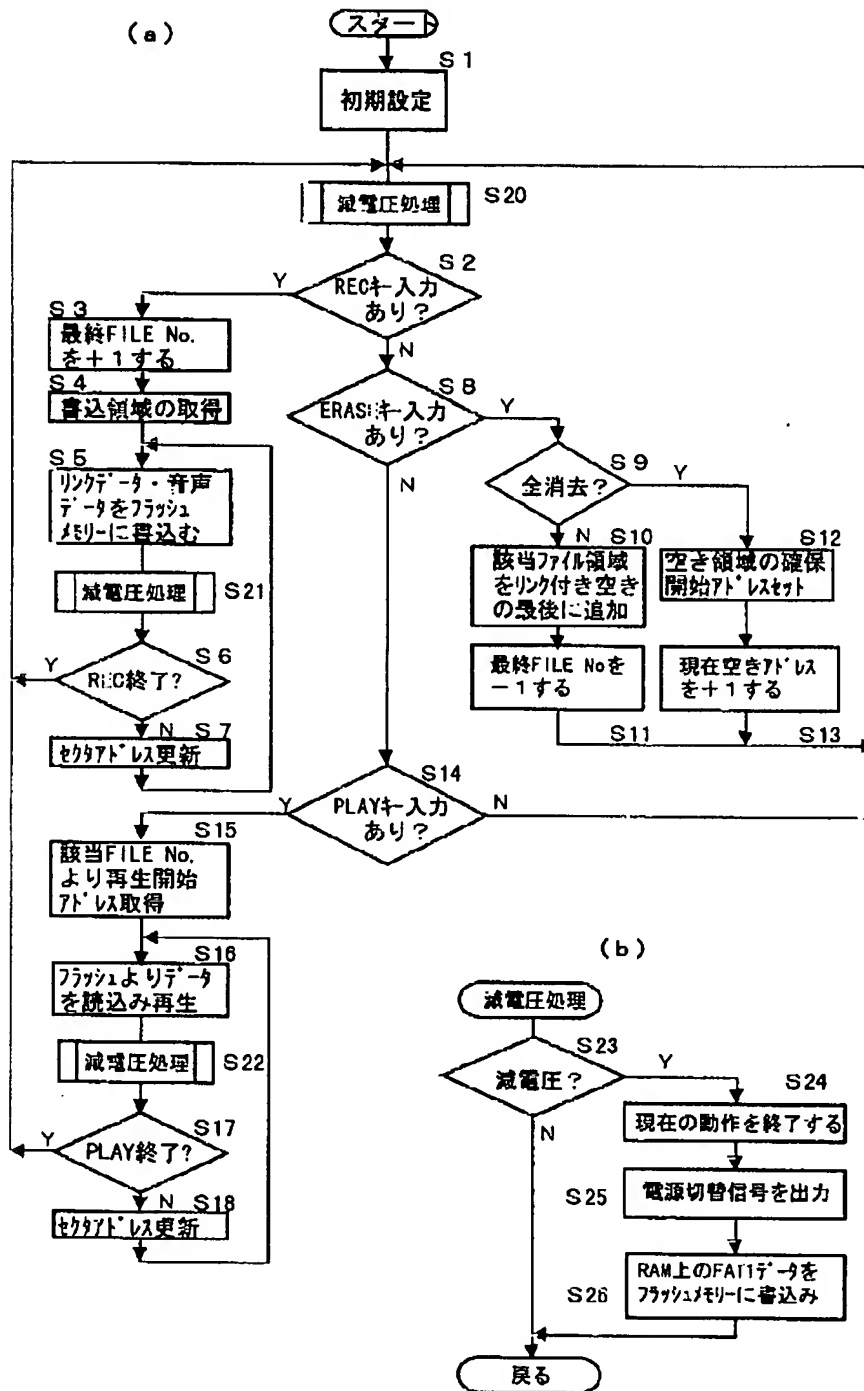 (a)
スター
S1
初期設定
減電圧処理
S20
S2
RECキー入力
あり?
Y
N
S3
最終FILE No.
を+1する
S4
書込領域の取得
S5
リンクデータ・音声
データをフラッシュ
メモリーに書込む
減電圧処理
S21
S6
REC終了?
Y
N
S7
セクタアドレス更新
S8
ERASEキー入力
あり?
Y
N
S9
全消去?
Y
N
S10
該当ファイル領域
をリンク付き空き
の最後に追加
最終FILE Noを
-1する
S11
S12
空き領域の確保
開始アドレスセット
現在空きアドレス
を+1する
S13
S14
PLAYキー入力
あり?
Y
N
S15
該当FILE No.
より再生開始
アドレス取得
S16
フラッシュよりデータ
を読込み再生
減電圧処理
S22
S17
PLAY終了?
Y
N
S18
セクタアドレス更新
(b)
減電圧処理
S23
減電圧?
Y
N
S24
現在の動作を終了する
S25
電源切替信号を出力
S26
RAM上のFAT1データを
フラッシュメモリーに書込み
戻る